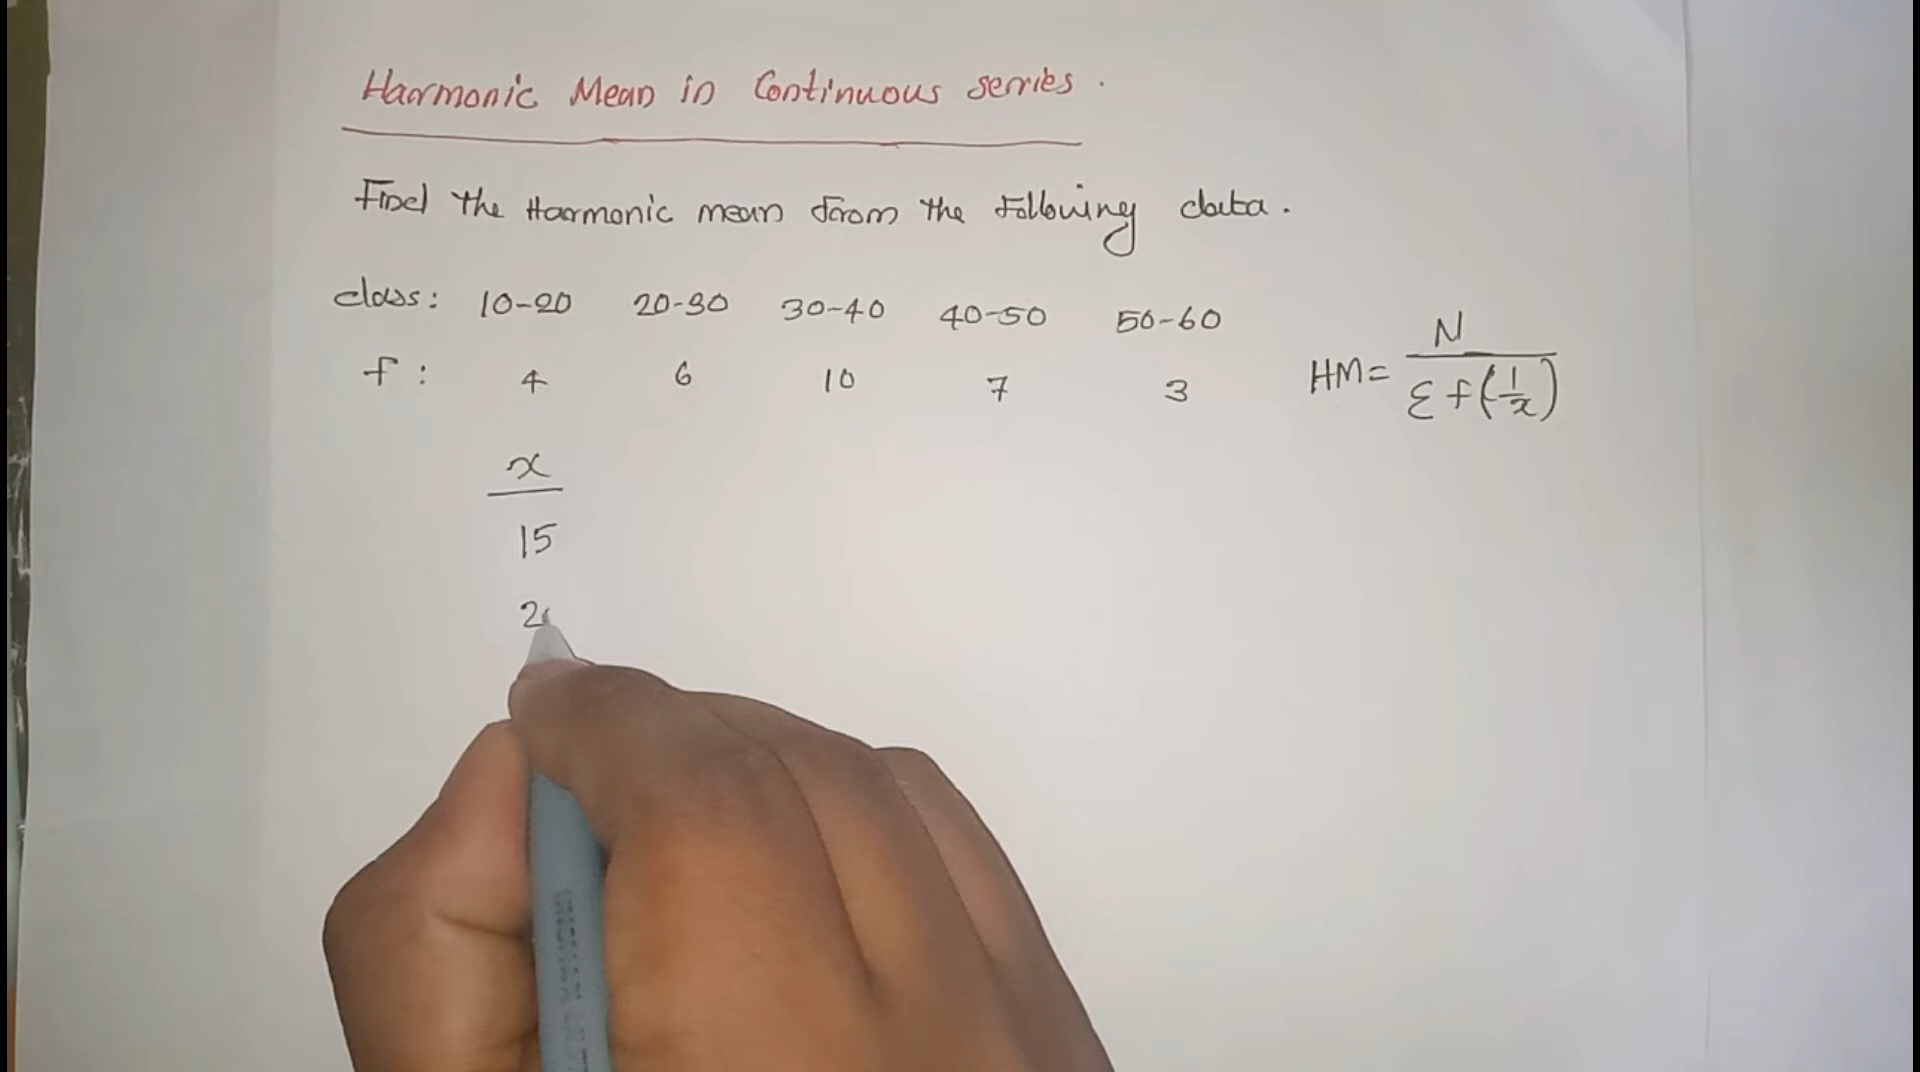 Harmonic Mean in Continuous series.
Find the Harmonic mean from the following data.
class: 10-20 20-30 30-40 40-50 50-60
f: 4 6 10 7 3
HM = N / Σf(1/x)
x
15
2